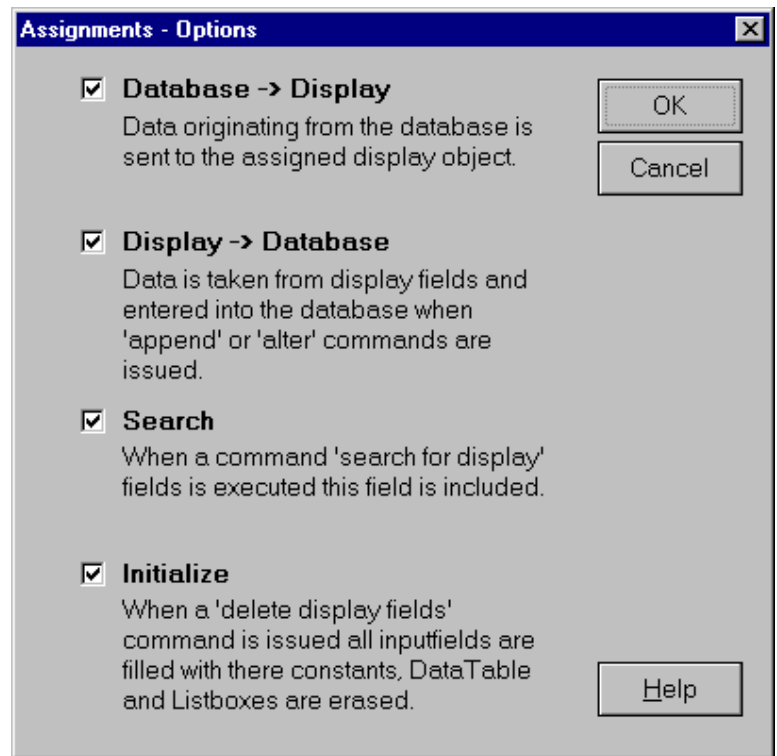 Assignments - Options
Database -> Display
Data originating from the database is
sent to the assigned display object.
OK
Cancel
Display -> Database
Data is taken from display fields and
entered into the database when
'append' or 'alter' commands are
issued.
Search
When a command 'search for display'
fields is executed this field is included.
Initialize
When a 'delete display fields'
command is issued all inputfields are
filled with there constants, DataTable
and Listboxes are erased.
Help